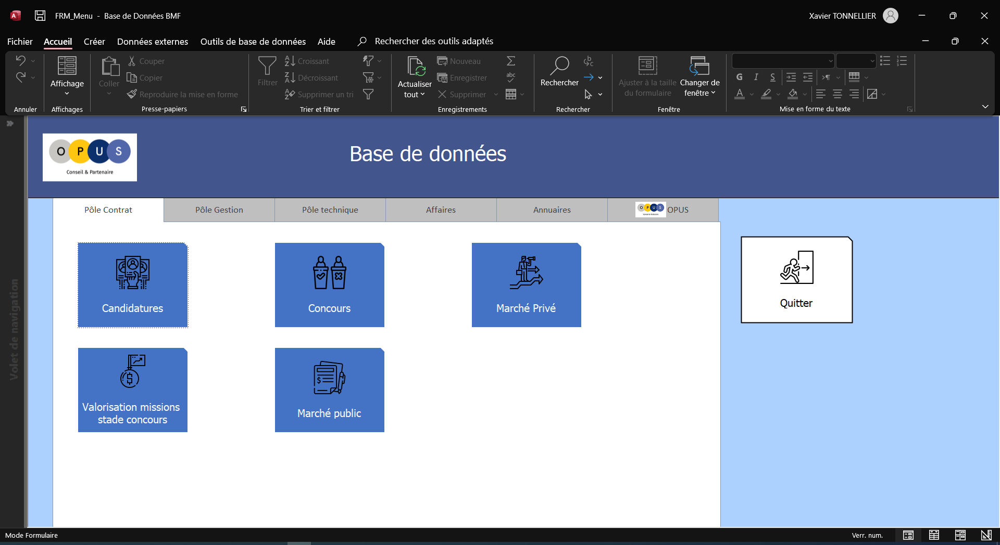 FRM_Menu - Base de Données BMF
Xavier TONNELLIER
Fichier Accueil Créer Données externes Outils de base de données Aide Rechercher des outils adaptés
Annuler
Affichage
Affichages
Coller
Couper
Copier
Reproduire la mise en forme
Presse-papiers
Filtrer
Croissant
Décroissant
Supprimer un tri
Trier et filtrer
Actualiser
tout
Nouveau
Enregistrer
Supprimer
Enregistrements
Rechercher
Rechercher
Ajuster à la taille
du formulaire
Changer de
fenêtre
Fenêtre
G I S
Mise en forme du texte
Volet de navigation
O P U S
Conseil & Partenaire
Base de données
Pôle Contrat Pôle Gestion Pôle technique Affaires Annuaires OPUS OPUS
Candidatures
Concours
Marché Privé
Quitter
Valorisation missions
stade concours
Marché public
Mode Formulaire
Verr. num.